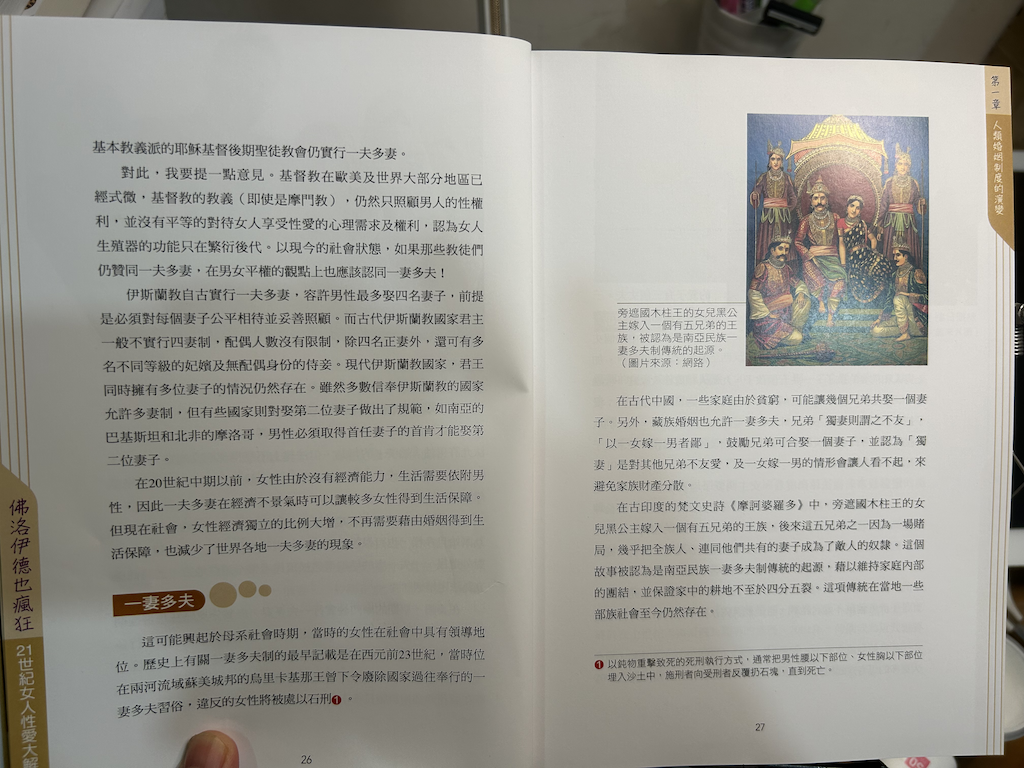 基本教義派的耶穌基督後期聖徒教會仍實行一夫多妻。
對此，我要提一點意見。基督教在歐美及世界大部分地區已
經式微，基督教的教義（即使是摩門教），仍然只照顧男人的性權
利，並沒有平等的對待女人享受性愛的心理需求及權利，認為女人
生殖器的功能只在繁衍後代。以現今的社會狀態，如果那些教徒們
仍贊同一夫多妻，在男女平權的觀點上也應該認同一妻多夫！
伊斯蘭教自古實行一夫多妻，容許男性最多娶四名妻子，前提
是必須對每個妻子公平相待並妥善照顧。而古代伊斯蘭教國家君主
一般不實行四妻制，配偶人數沒有限制，除四名正妻外，還可有多
名不同等級的妃嬪及無配偶身份的侍妾。現代伊斯蘭教國家，君王
同時擁有多位妻子的情況仍然存在。雖然多數信奉伊斯蘭教的國家
允許多妻制，但有些國家則對娶第二位妻子做出了規範，如南亞的
巴基斯坦和北非的摩洛哥，男性必須取得首任妻子的首肯才能娶第
二位妻子。
在20世紀中期以前，女性由於沒有經濟能力，生活需要依附男
性，因此一夫多妻在經濟不景氣時可以讓較多女性得到生活保障。
但現在社會，女性經濟獨立的比例大增，不再需要藉由婚姻得到生
活保障，也減少了世界各地一夫多妻的現象。
一妻多夫
這可能興起於母系社會時期，當時的女性在社會中具有領導地
位。歷史上有關一妻多夫制的最早記載是在西元前23世紀，當時位
在兩河流域蘇美城邦的烏里卡基那王曾下令廢除國家過往奉行的一
妻多夫習俗，違反的女性將被處以石刑❶。
26
佛洛伊德也瘋狂
21世紀女人性愛大解
第一章
人類婚姻制度的演變
旁遮國木柱王的女兒黑公
主嫁入一個有五兄弟的王
族，被認為是南亞民族一
妻多夫制傳統的起源。
（圖片來源：網路）
在古代中國，一些家庭由於貧窮，可能讓幾個兄弟共娶一個妻
子。另外，藏族婚姻也允許一妻多夫，兄弟「獨妻則謂之不友」，
「以一女嫁一男者鄙」，鼓勵兄弟可合娶一個妻子，並認為「獨
妻」是對其他兄弟不友愛，及一女嫁一男的情形會讓人看不起，來
避免家族財產分散。
在古印度的梵文史詩《摩訶婆羅多》中，旁遮國木柱王的女
兒黑公主嫁入一個有五兄弟的王族，後來這五兄弟之一因為一場賭
局，幾乎把全族人、連同他們共有的妻子成為了敵人的奴隸。這個
故事被認為是南亞民族一妻多夫制傳統的起源，藉以維持家庭內部
的團結，並保證家中的耕地不至於四分五裂。這項傳統在當地一些
部族社會至今仍然存在。
❶ 以鈍物重擊致死的死刑執行方式，通常把男性腰以下部位、女性胸以下部位
埋入沙土中，施刑者向受刑者反覆扔石塊，直到死亡。
27